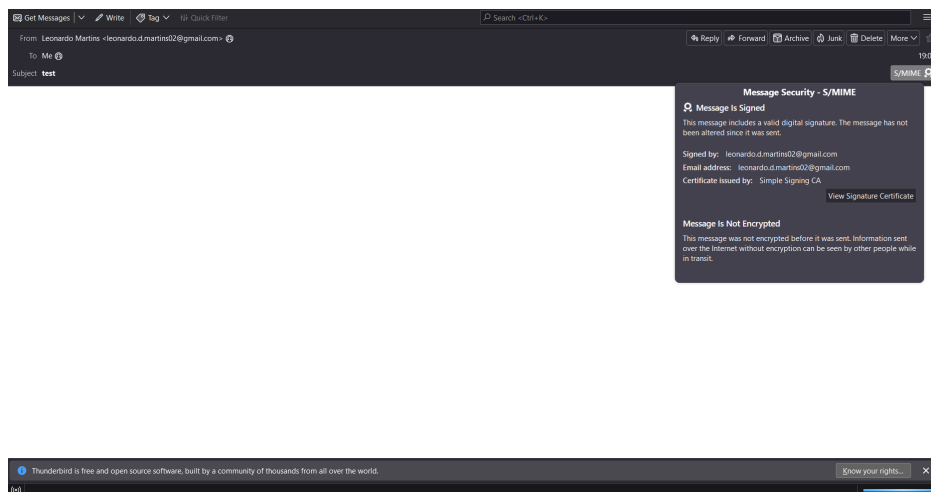 Get Messages Write Tag Quick Filter Search <Ctrl+K>
From Leonardo Martins <leonardo.d.martins02@gmail.com> Reply Forward Archive Junk Delete More
To Me 19:0
Subject test S/MIME
Message Security - S/MIME
Message Is Signed
This message includes a valid digital signature. The message has not
been altered since it was sent.
Signed by: leonardo.d.martins02@gmail.com
Email address: leonardo.d.martins02@gmail.com
Certificate issued by: Simple Signing CA
View Signature Certificate
Message Is Not Encrypted
This message was not encrypted before it was sent. Information sent
over the Internet without encryption can be seen by other people while
in transit.
Thunderbird is free and open source software, built by a community of thousands from all over the world. Know your rights...